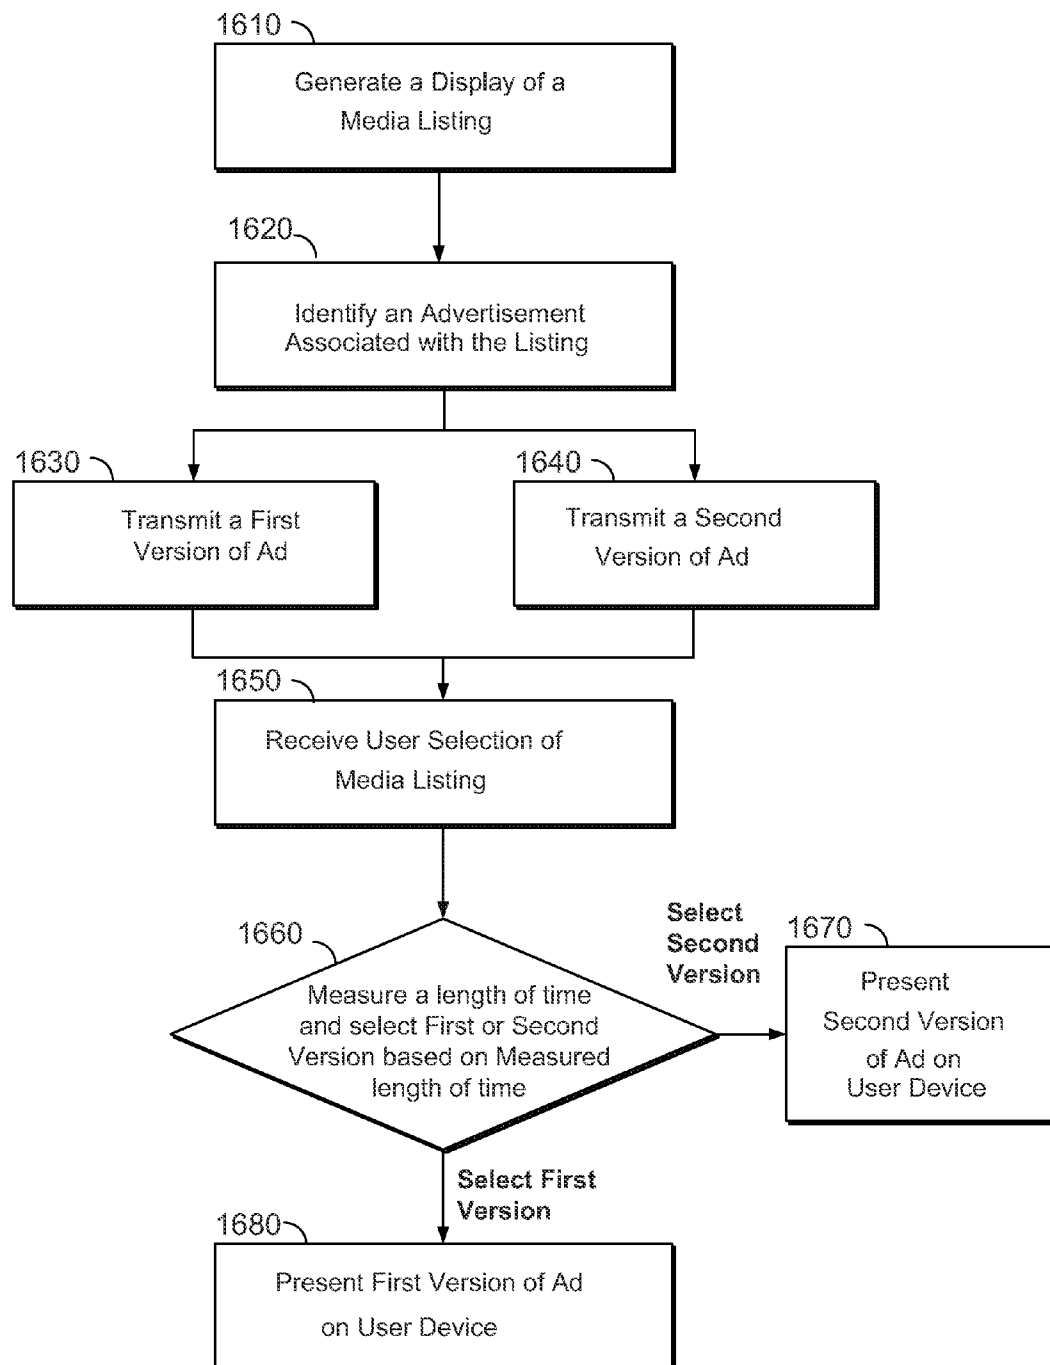 1610
Generate a Display of a
Media Listing
1620
Identify an Advertisement
Associated with the Listing
1630
Transmit a First
Version of Ad
1640
Transmit a Second
Version of Ad
1650
Receive User Selection of
Media Listing
1660
Measure a length of time
and select First or Second
Version based on Measured
length of time
Select
Second
Version
1670
Present
Second Version
of Ad on
User Device
Select First
Version
1680
Present First Version of Ad
on User Device